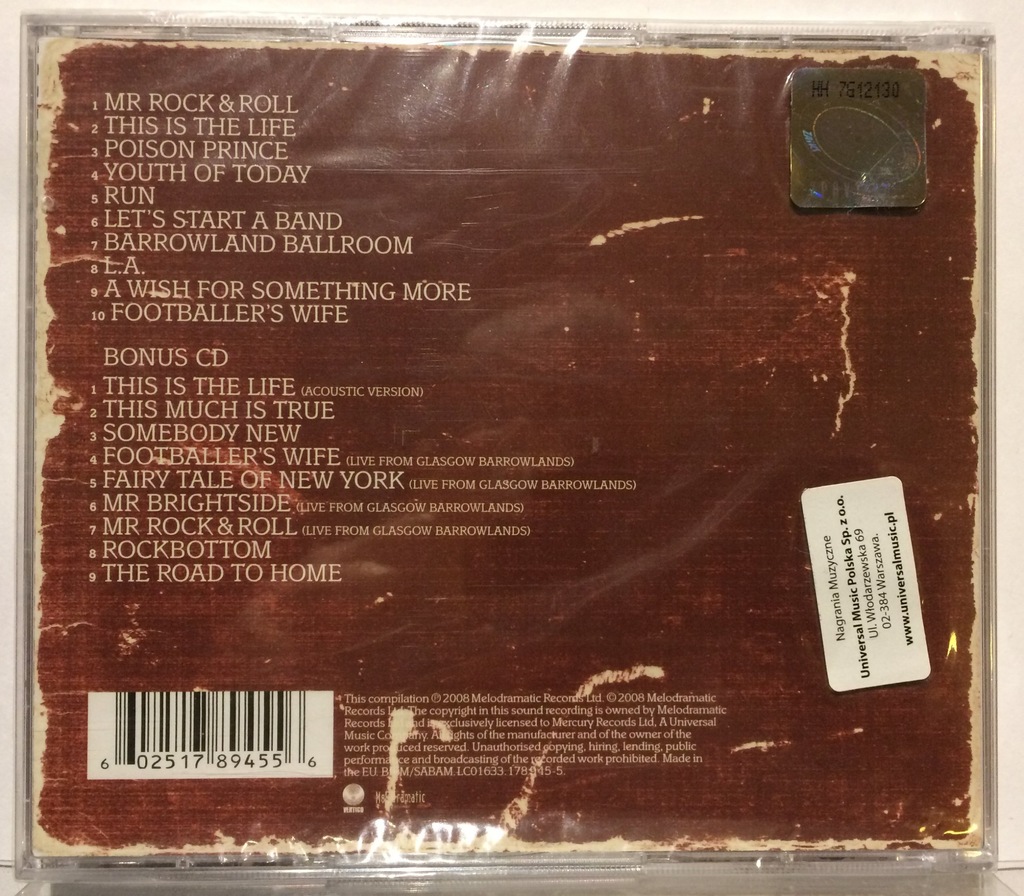 1 MR ROCK & ROLL
2 THIS IS THE LIFE
3 POISON PRINCE
4 YOUTH OF TODAY
5 RUN
6 LET'S START A BAND
7 BARROWLAND BALLROOM
8 L.A.
9 A WISH FOR SOMETHING MORE
10 FOOTBALLER'S WIFE
BONUS CD
1 THIS IS THE LIFE (ACOUSTIC VERSION)
2 THIS MUCH IS TRUE
3 SOMEBODY NEW
4 FOOTBALLER'S WIFE (LIVE FROM GLASGOW BARROWLANDS)
5 FAIRY TALE OF NEW YORK (LIVE FROM GLASGOW BARROWLANDS)
6 MR BRIGHTSIDE (LIVE FROM GLASGOW BARROWLANDS)
7 MR ROCK & ROLL (LIVE FROM GLASGOW BARROWLANDS)
8 ROCKBOTTOM
9 THE ROAD TO HOME
HH 7612130
Nagrania Muzyczne
Universal Music Polska Sp. z o.o.
Ul. Włodarzewska 69
02-384 Warszawa.
www.universalmusic.pl
6 02517 89455 6
This compilation ℗ 2008 Melodramatic Records Ltd. © 2008 Melodramatic
Records Ltd. The copyright in this sound recording is owned by Melodramatic
Records Ltd and is exclusively licensed to Mercury Records Ltd, A Universal
Music Company. All rights of the manufacturer and of the owner of the
work produced reserved. Unauthorised copying, hiring, lending, public
performance and broadcasting of the recorded work prohibited. Made in
the EU. BIEM/SABAM. LC01633. 178 945-5.
VERTIGO
Melodramatic